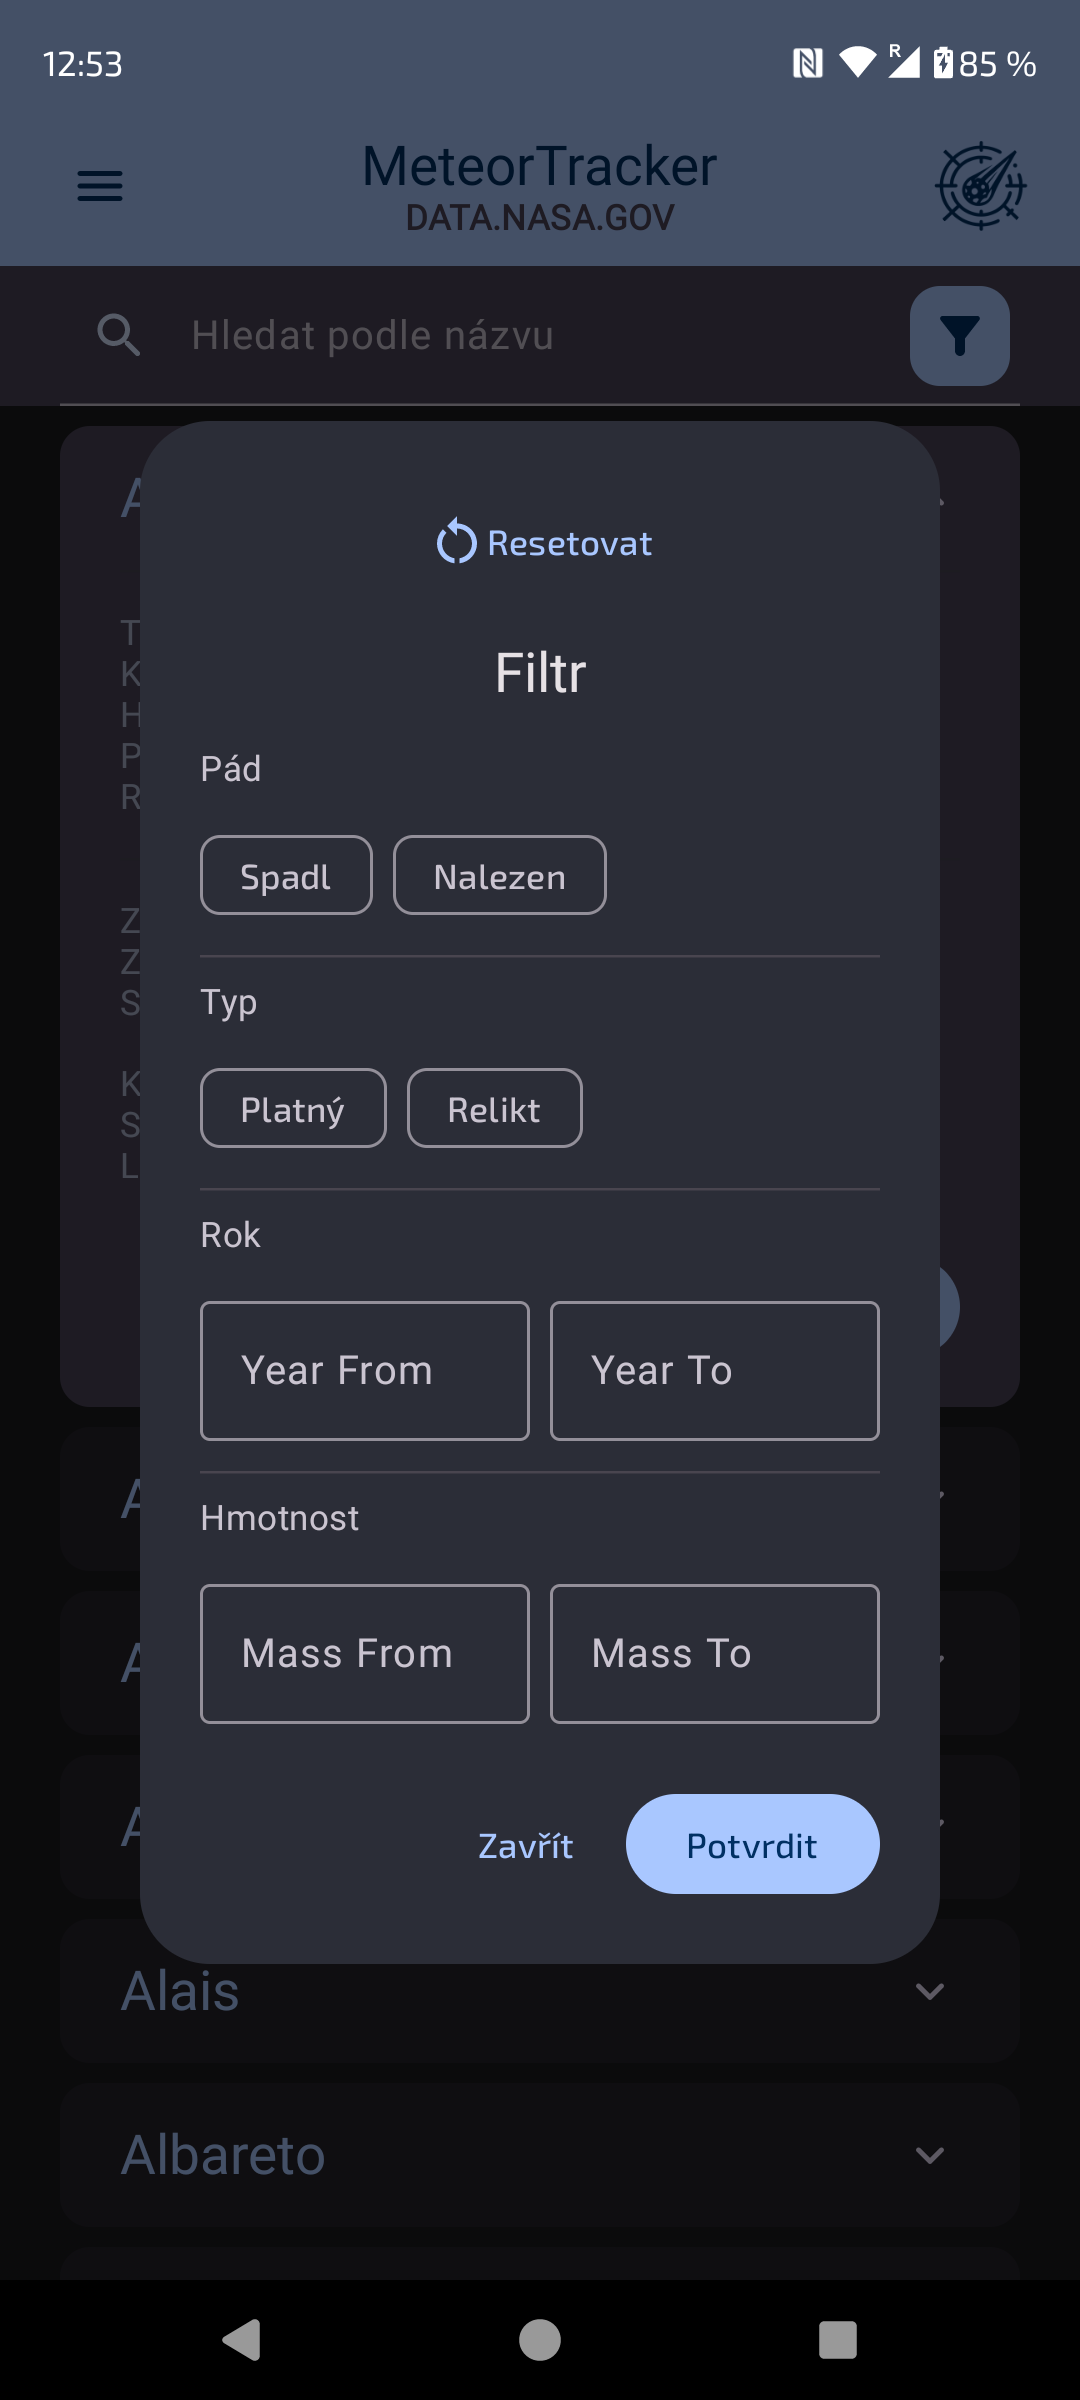 12:53
R
85 %
MeteorTracker
DATA.NASA.GOV
Hledat podle názvu
Resetovat
Filtr
Pád
Spadl Nalezen
Typ
Platný Relikt
Rok
Year From Year To
Hmotnost
Mass From Mass To
Zavřít Potvrdit
Alais
Albareto